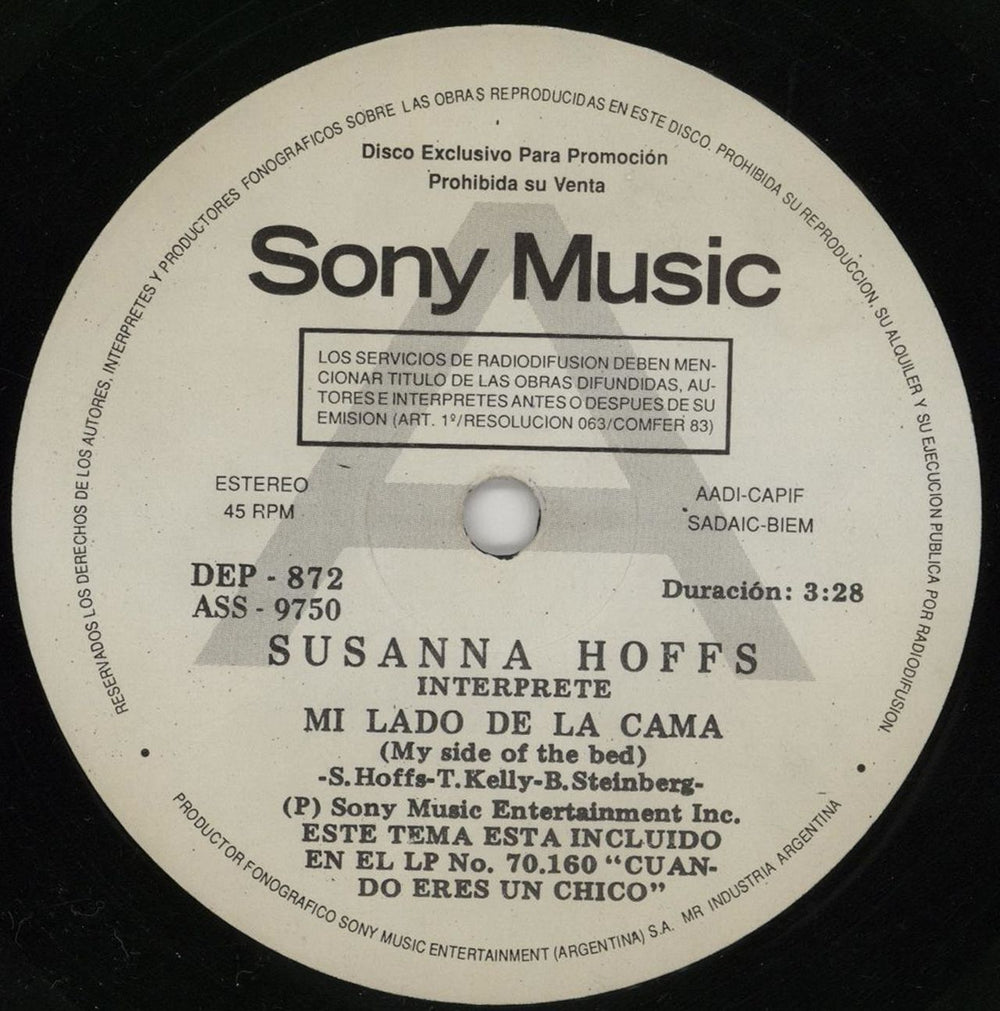 RESERVADOS LOS DERECHOS DE LOS AUTORES, INTERPRETES Y PRODUCTORES FONOGRAFICOS SOBRE LAS OBRAS REPRODUCIDAS EN ESTE DISCO. PROHIBIDA SU REPRODUCCION, SU ALQUILER Y SU EJECUCION PUBLICA POR RADIODIFUSION.
Disco Exclusivo Para Promoción
Prohibida su Venta
A
Sony Music
LOS SERVICIOS DE RADIODIFUSION DEBEN MEN-
CIONAR TITULO DE LAS OBRAS DIFUNDIDAS, AU-
TORES E INTERPRETES ANTES O DESPUES DE SU
EMISION (ART. 1º/RESOLUCION 063/COMFER 83)
ESTEREO
45 RPM
AADI-CAPIF
SADAIC-BIEM
DEP - 872
ASS - 9750
Duración: 3:28
SUSANNA HOFFS
INTERPRETE
MI LADO DE LA CAMA
(My side of the bed)
-S.Hoffs-T.Kelly-B.Steinberg-
(P) Sony Music Entertainment Inc.
ESTE TEMA ESTA INCLUIDO
EN EL LP No. 70.160 “CUAN-
DO ERES UN CHICO”
PRODUCTOR FONOGRAFICO SONY MUSIC ENTERTAINMENT (ARGENTINA) S.A. MR INDUSTRIA ARGENTINA